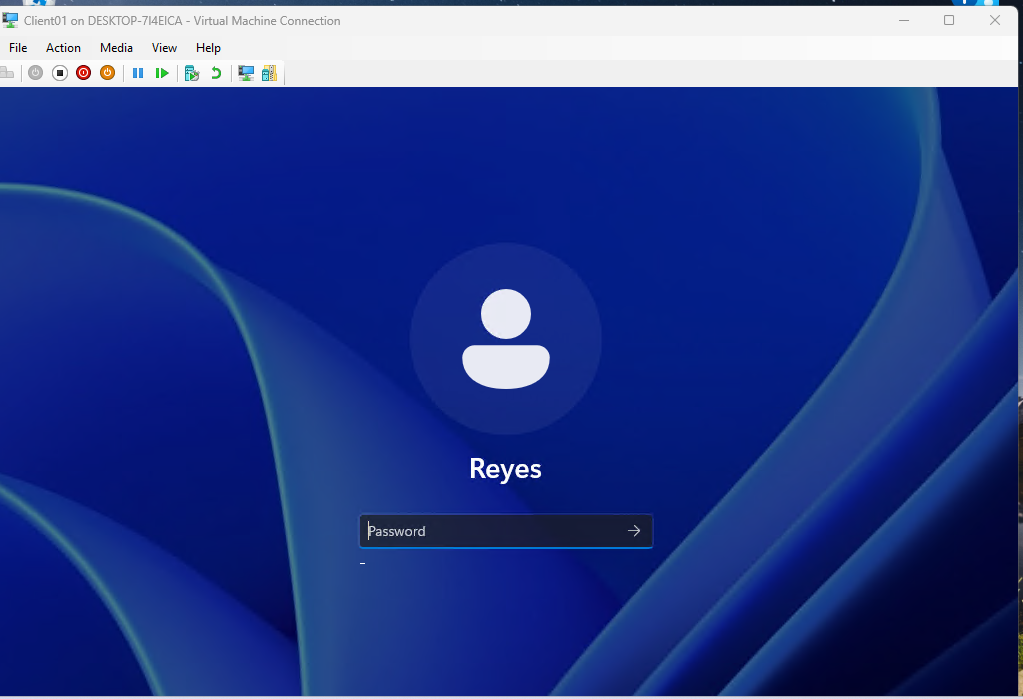 Client01 on DESKTOP-7I4EICA - Virtual Machine Connection
File Action Media View Help
Reyes
Password
-